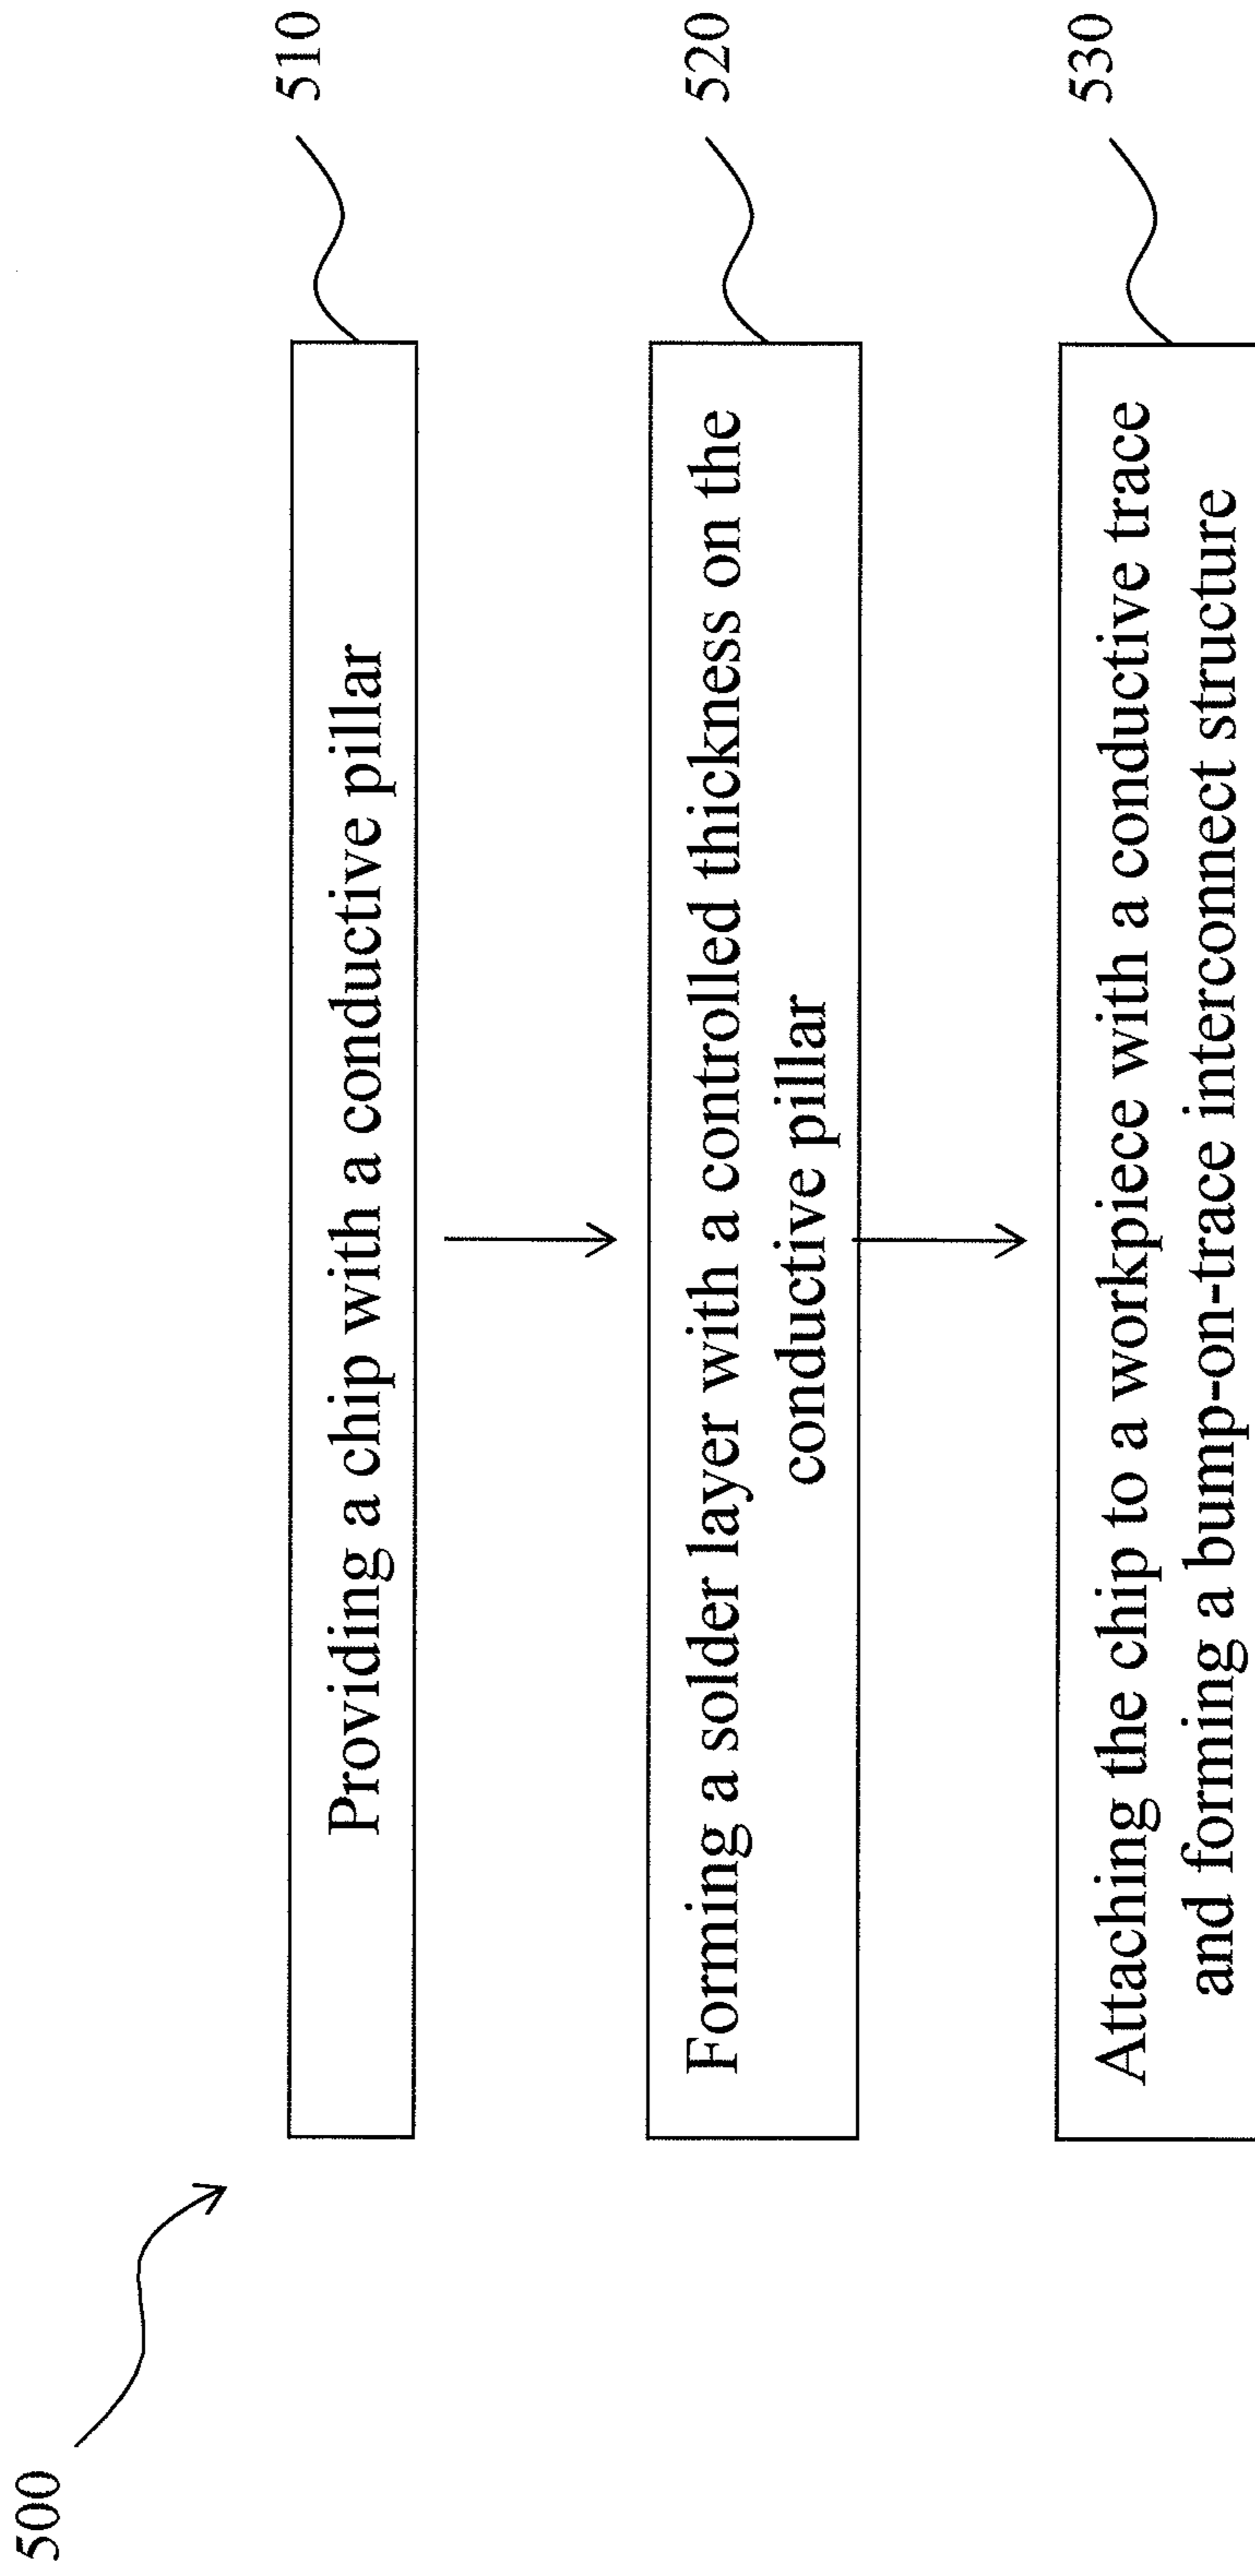 500
Providing a chip with a conductive pillar
510
Forming a solder layer with a controlled thickness on the
conductive pillar
520
Attaching the chip to a workpiece with a conductive trace
and forming a bump-on-trace interconnect structure
530